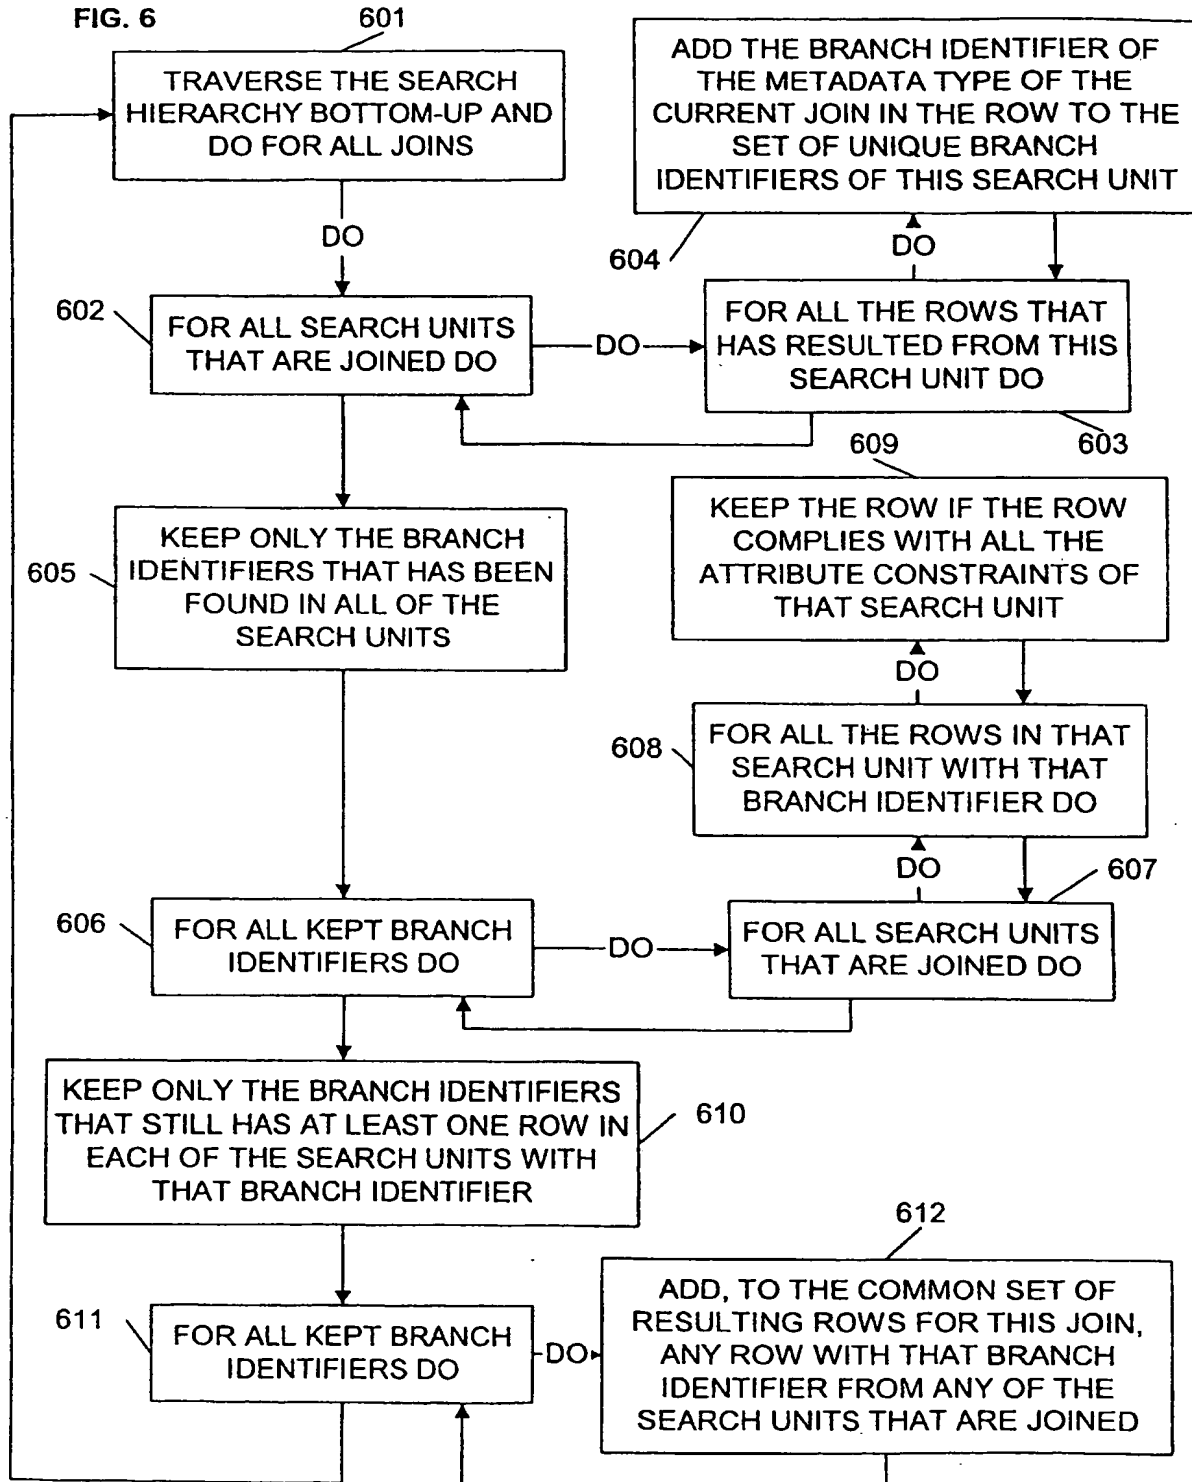 FIG. 6
601
TRAVERSE THE SEARCH
HIERARCHY BOTTOM-UP AND
DO FOR ALL JOINS
DO
ADD THE BRANCH IDENTIFIER OF
THE METADATA TYPE OF THE
CURRENT JOIN IN THE ROW TO THE
SET OF UNIQUE BRANCH
IDENTIFIERS OF THIS SEARCH UNIT
604
DO
602
FOR ALL SEARCH UNITS
THAT ARE JOINED DO
DO
FOR ALL THE ROWS THAT
HAS RESULTED FROM THIS
SEARCH UNIT DO
603
605
KEEP ONLY THE BRANCH
IDENTIFIERS THAT HAS BEEN
FOUND IN ALL OF THE
SEARCH UNITS
609
KEEP THE ROW IF THE ROW
COMPLIES WITH ALL THE
ATTRIBUTE CONSTRAINTS OF
THAT SEARCH UNIT
DO
608
FOR ALL THE ROWS IN THAT
SEARCH UNIT WITH THAT
BRANCH IDENTIFIER DO
DO
607
606
FOR ALL KEPT BRANCH
IDENTIFIERS DO
DO
FOR ALL SEARCH UNITS
THAT ARE JOINED DO
KEEP ONLY THE BRANCH IDENTIFIERS
THAT STILL HAS AT LEAST ONE ROW IN
EACH OF THE SEARCH UNITS WITH
THAT BRANCH IDENTIFIER
610
611
FOR ALL KEPT BRANCH
IDENTIFIERS DO
DO
612
ADD, TO THE COMMON SET OF
RESULTING ROWS FOR THIS JOIN,
ANY ROW WITH THAT BRANCH
IDENTIFIER FROM ANY OF THE
SEARCH UNITS THAT ARE JOINED